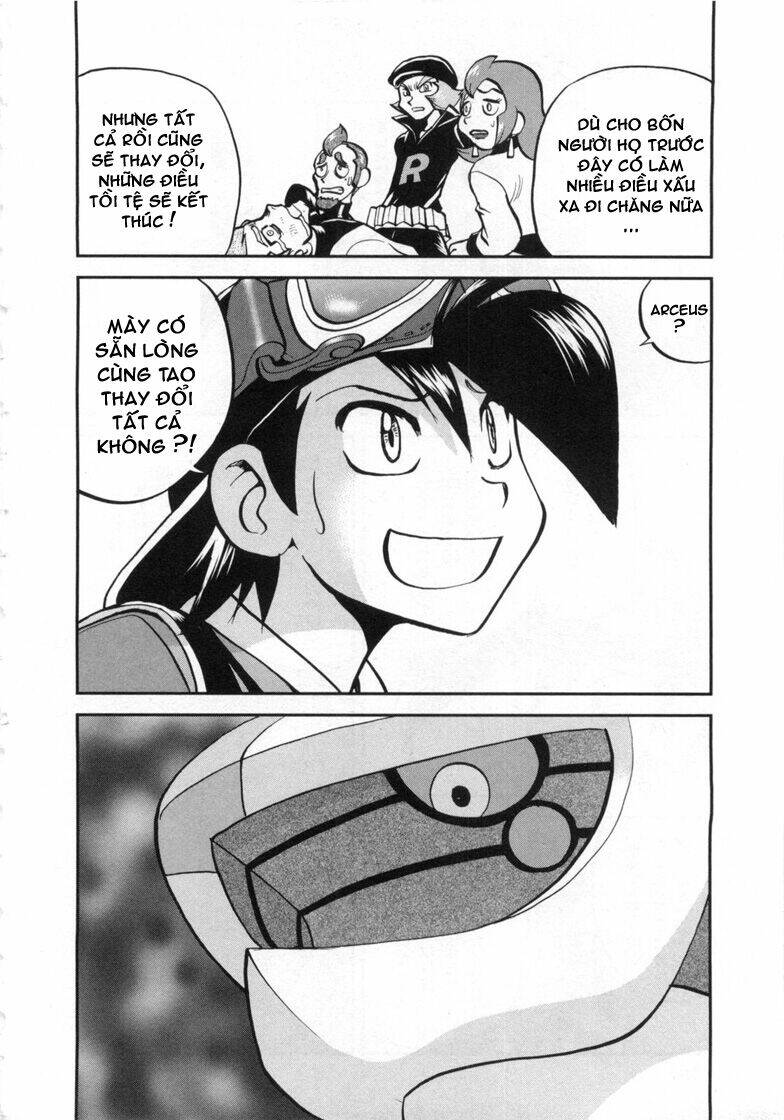 DÙ CHO BỐN
NGƯỜI HỌ TRƯỚC
ĐÂY CÓ LÀM
NHIỀU ĐIỀU XẤU
XA ĐI CHĂNG NỮA
...
NHƯNG TẤT
CẢ RỒI CŨNG
SẼ THAY ĐỔI,
NHỮNG ĐIỀU
TỒI TỆ SẼ KẾT
THÚC!
R
ARCEUS
?
MÀY CÓ
SẴN LÒNG
CÙNG TAO
THAY ĐỔI
TẤT CẢ
KHÔNG?!